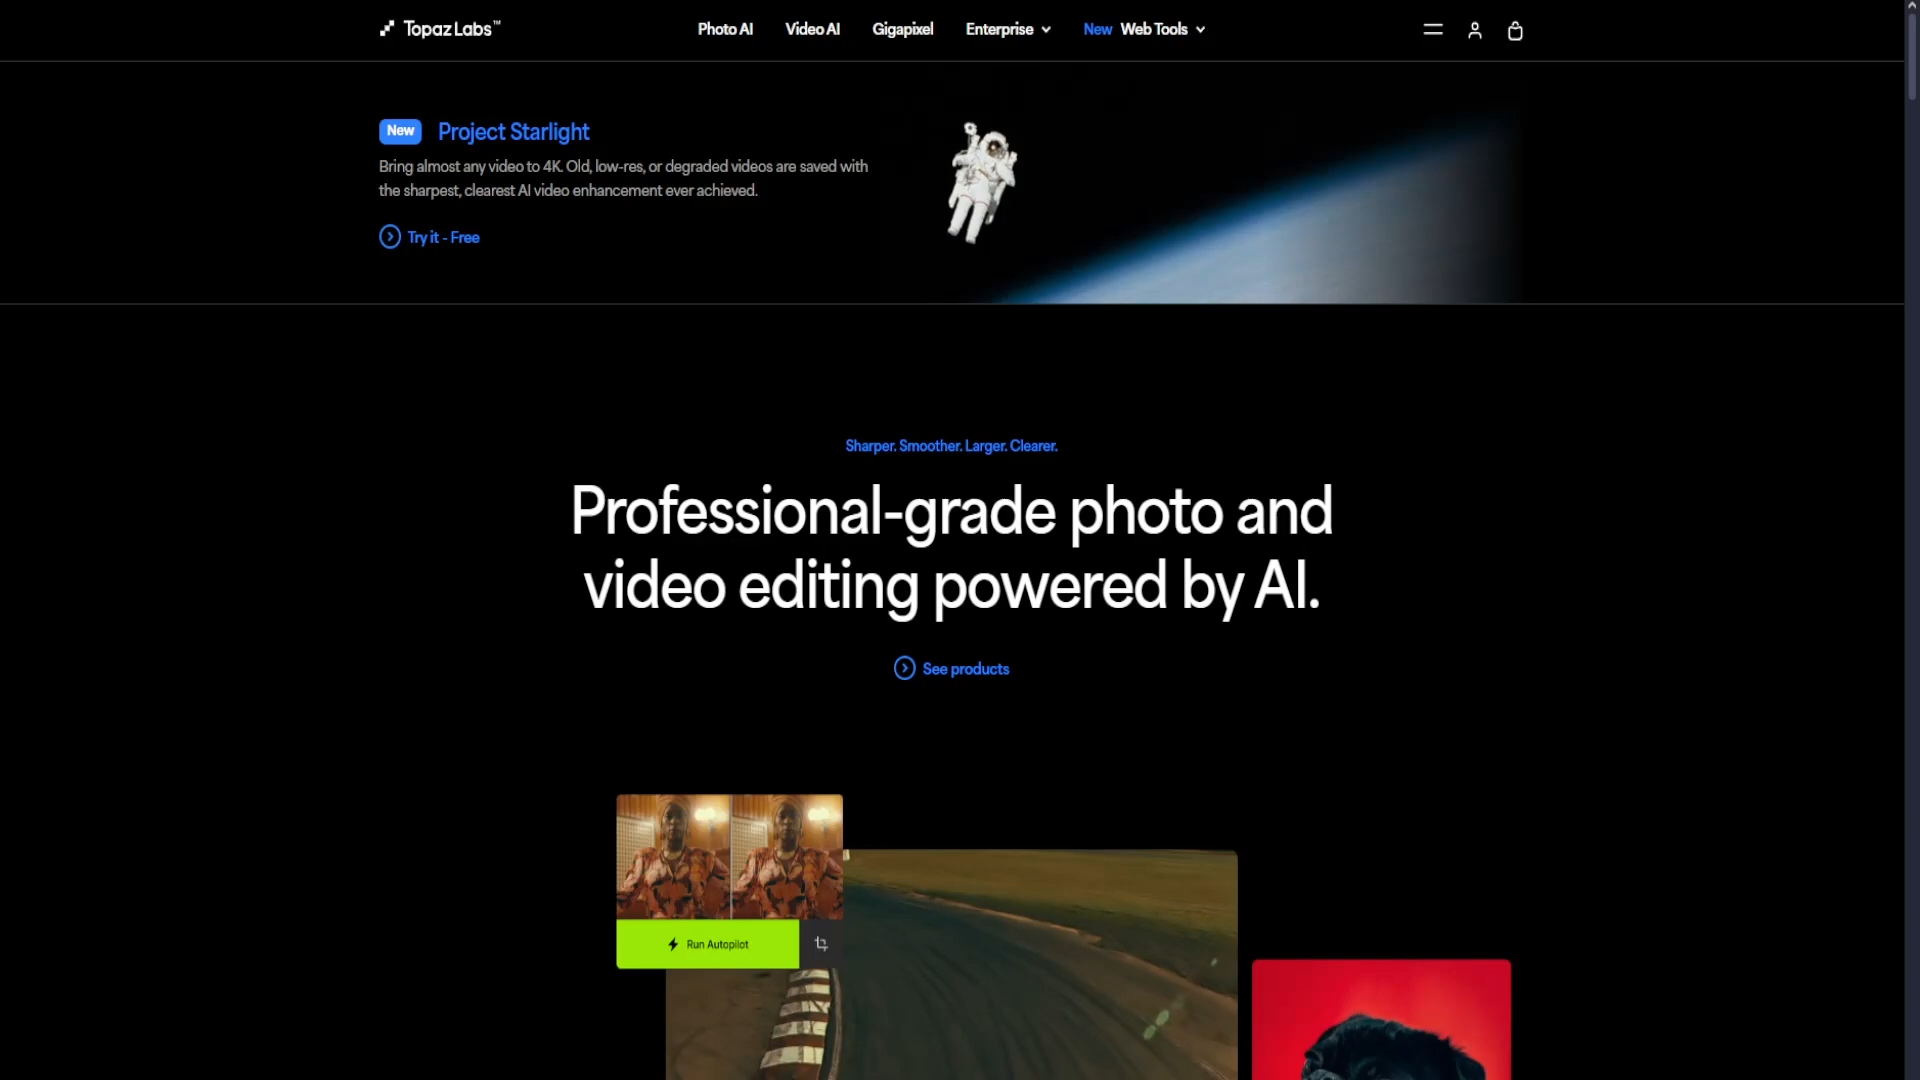 Topaz Labs™
Photo AI
Video AI
Gigapixel
Enterprise
New Web Tools
New
Project Starlight
Bring almost any video to 4K. Old, low-res, or degraded videos are saved with
the sharpest, clearest AI video enhancement ever achieved.
Try it - Free
Sharper. Smoother. Larger. Clearer.
Professional-grade photo and
video editing powered by AI.
See products
Run Autopilot